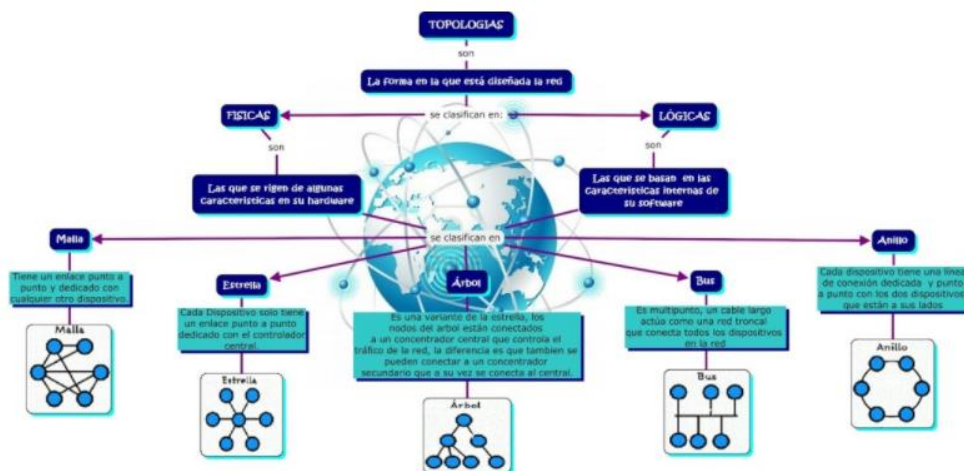 TOPOLOGIAS
son
La forma en la que está diseñada la red
se clasifican en:
FISICAS
LÓGICAS
son
son
Las que se rigen de algunas
caracteristicas en su hardware
Las que se basan en las
caracteristicas internas de
su software
se clasifican en
Malla
Anillo
Tiene un enlace punto a
punto y dedicado con
cualquier otro dispositivo.
Estrella
Árbol
Bus
Cada dispositivo tiene una línea
de conexión dedicada y punto
a punto con los dos dispositivos
que están a sus lados
Cada Dispositivo solo tiene
un enlace punto a punto
dedicado con el controlador
central.
Es una variante de la estrella, los
nodos del arbol están conectados
a un concentrador central que controla el
tráfico de la red, la diferencia es que tambien se
pueden conectar a un concentrador
secundario que a su vez se conecta al central.
Es multipunto, un cable largo
actúa como una red troncal
que conecta todos los dispositivos
en la red
Malla
Estrella
Árbol
Bus
Anillo